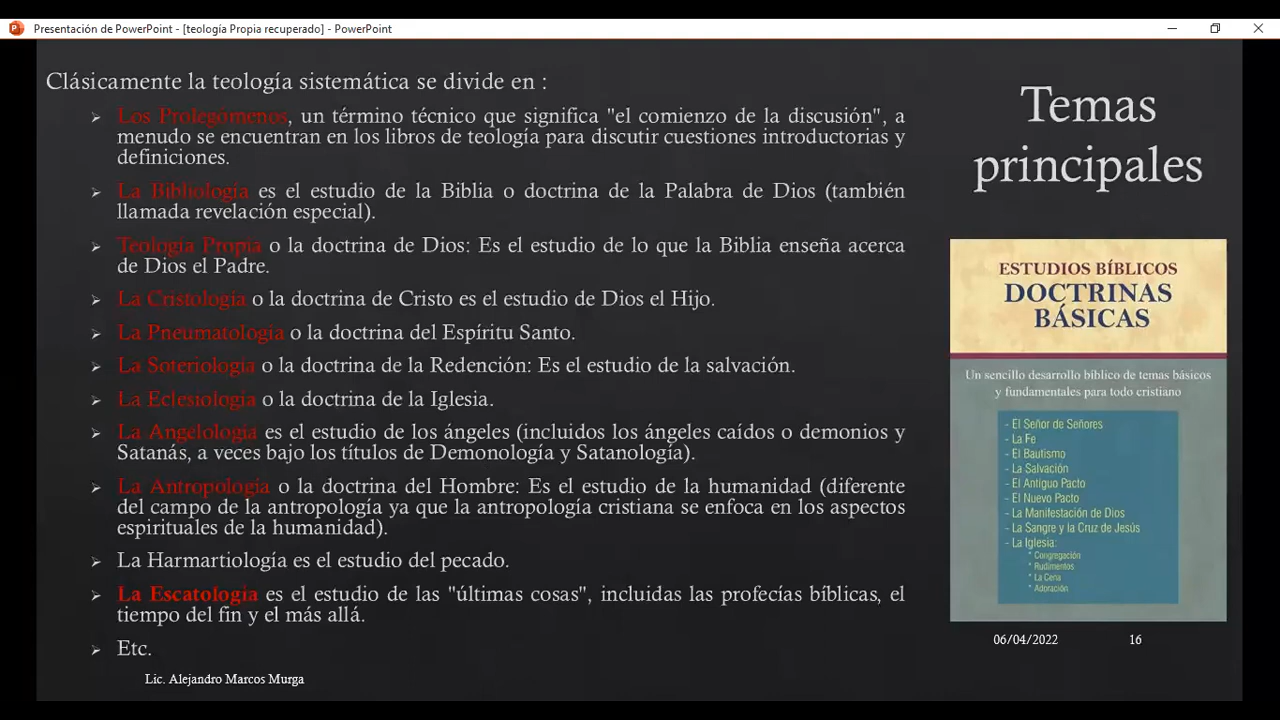 Presentación de PowerPoint - [teología Propia recuperado] - PowerPoint
Clásicamente la teología sistemática se divide en :
Los Prolegómenos, un término técnico que significa "el comienzo de la discusión", a
menudo se encuentran en los libros de teología para discutir cuestiones introductorias y
definiciones.
La Bibliología es el estudio de la Biblia o doctrina de la Palabra de Dios (también
llamada revelación especial).
Teología Propia o la doctrina de Dios: Es el estudio de lo que la Biblia enseña acerca
de Dios el Padre.
La Cristología o la doctrina de Cristo es el estudio de Dios el Hijo.
La Pneumatología o la doctrina del Espíritu Santo.
La Soteriología o la doctrina de la Redención: Es el estudio de la salvación.
La Eclesiología o la doctrina de la Iglesia.
La Angelología es el estudio de los ángeles (incluidos los ángeles caídos o demonios y
Satanás, a veces bajo los títulos de Demonología y Satanología).
La Antropología o la doctrina del Hombre: Es el estudio de la humanidad (diferente
del campo de la antropología ya que la antropología cristiana se enfoca en los aspectos
espirituales de la humanidad).
La Harmartiología es el estudio del pecado.
La Escatología es el estudio de las "últimas cosas", incluidas las profecías bíblicas, el
tiempo del fin y el más allá.
Etc.
Lic. Alejandro Marcos Murga
Temas
principales
ESTUDIOS BÍBLICOS
DOCTRINAS
BÁSICAS
Un sencillo desarrollo bíblico de temas básicos
y fundamentales para todo cristiano
- El Señor de Señores
- La Fe
- El Bautismo
- La Salvación
- El Antiguo Pacto
- El Nuevo Pacto
- La Manifestación de Dios
- La Sangre y la Cruz de Jesús
- La Iglesia:
* Congregación
* Rudimentos
* La Cena
* Adoración
06/04/2022 16